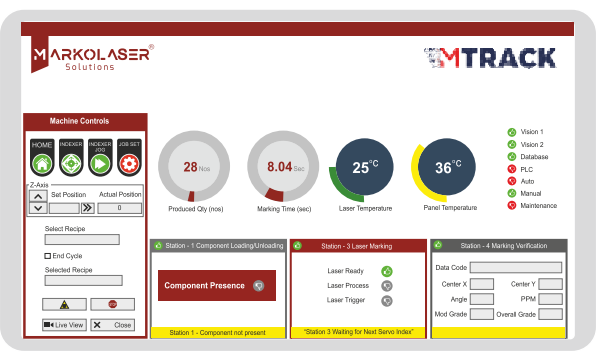 MARKOLASER®
Solutions
MTRACK
Machine Controls
HOME
INDEXER
INDEXER JOG
JOB SET
Z-Axis
Set Position
Actual Position
0
Select Recipe
End Cycle
Selected Recipe
STOP
Live View
X Close
28 Nos
Produced Qty (nos)
8.04 Sec
Marking Time (sec)
25°C
Laser Temperature
36°C
Panel Temperature
Vision 1
Vision 2
Database
PLC
Auto
Manual
Maintenance
Station - 1 Component Loading/Unloading
Component Presence
Station 1 - Component not present
Station - 3 Laser Marking
Laser Ready
Laser Process
Laser Trigger
"Station 3 Waiting for Next Servo Index"
Station - 4 Marking Verification
Data Code
Center X
Center Y
Angle
PPM
Mod Grade
Overall Grade